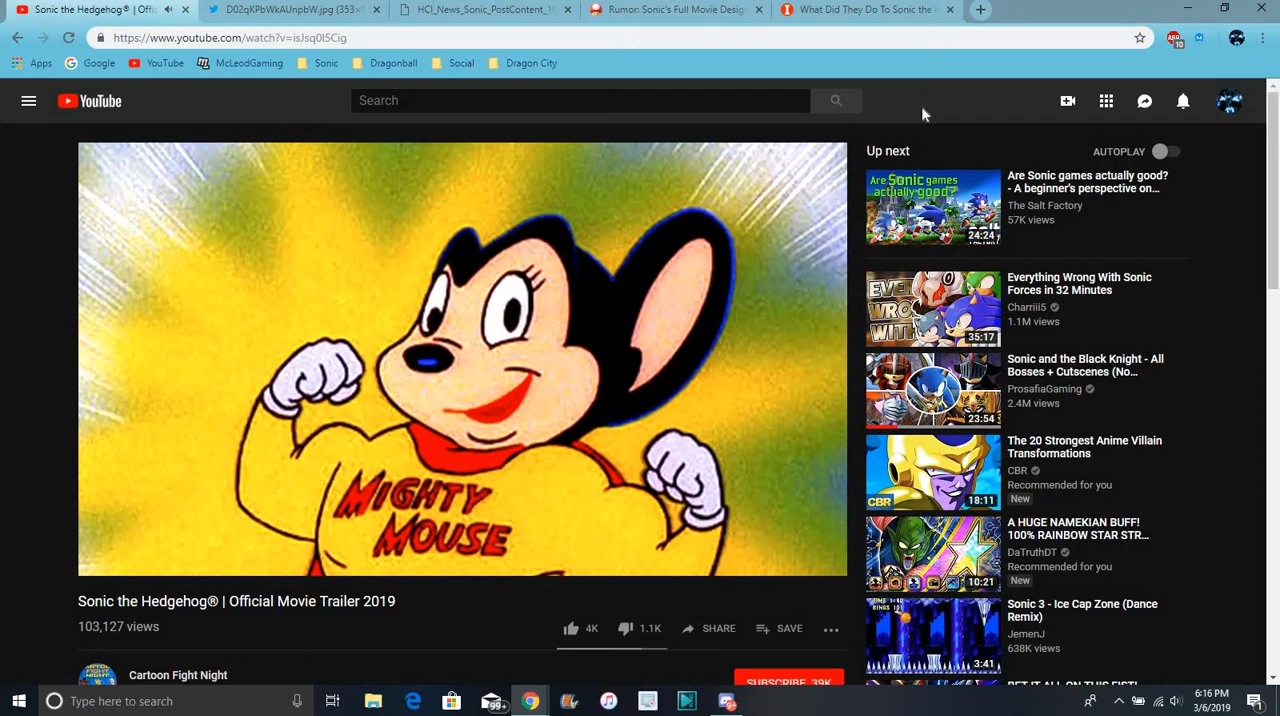 Sonic the Hedgehog® | Offic
D02qKPbWkAUnpbW.jpg (353×
HCI_News_Sonic_PostContent_
Rumor: Sonic's Full Movie Design
What Did They Do To Sonic the
https://www.youtube.com/watch?v=isJsq0I5Cig
Apps
Google
YouTube
McLeodGaming
Sonic
Dragonball
Social
Dragon City
ABP
10
YouTube
Search
Up next
AUTOPLAY
Are Sonic games
actually good?
24:24
Are Sonic games actually good?
- A beginner's perspective on...
The Salt Factory
57K views
35:17
Everything Wrong With Sonic
Forces in 32 Minutes
Charriii5
1.1M views
23:54
Sonic and the Black Knight - All
Bosses + Cutscenes (No...
ProsafiaGaming
2.4M views
CBR
18:11
The 20 Strongest Anime Villain
Transformations
CBR
Recommended for you
New
10:21
A HUGE NAMEKIAN BUFF!
100% RAINBOW STAR STR...
DaTruthDT
Recommended for you
New
3:41
Sonic 3 - Ice Cap Zone (Dance
Remix)
JemenJ
638K views
MIGHTY
MOUSE
Sonic the Hedgehog® | Official Movie Trailer 2019
103,127 views
4K
1.1K
SHARE
SAVE
Cartoon Fight Night
SUBSCRIBE 39K
Type here to search
99+
6:16 PM
3/6/2019